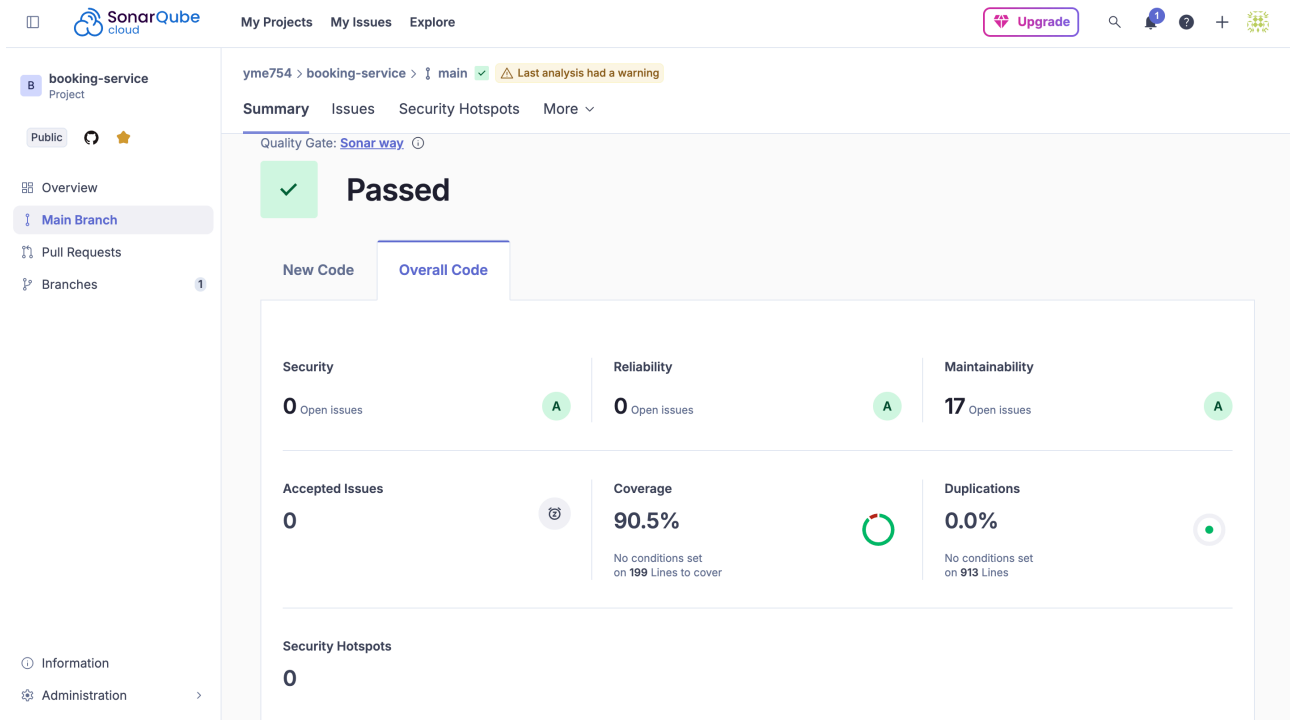 SonarQube cloud
My Projects My Issues Explore
Upgrade
1
?
B booking-service
Project
Public
Overview
Main Branch
Pull Requests
Branches 1
Information
Administration
yme754 > booking-service > main Last analysis had a warning
Summary Issues Security Hotspots More
Quality Gate: Sonar way
Passed
New Code Overall Code
Security
0 Open issues A
Reliability
0 Open issues A
Maintainability
17 Open issues A
Accepted Issues
0
Coverage
90.5%
No conditions set
on 199 Lines to cover
Duplications
0.0%
No conditions set
on 913 Lines
Security Hotspots
0